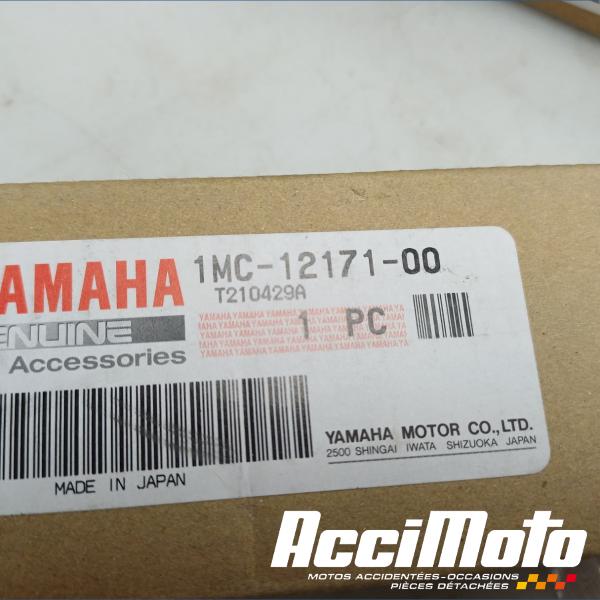 YAMAHA 1MC-12171-00
T210429A
GENUINE
Accessories
1 PC
YAMAHA MOTOR CO.,LTD.
2500 SHINGAI IWATA SHIZUOKA JAPAN
MADE IN JAPAN
AcciMoto
MOTOS ACCIDENTÉES-OCCASIONS
PIÈCES DÉTACHÉES